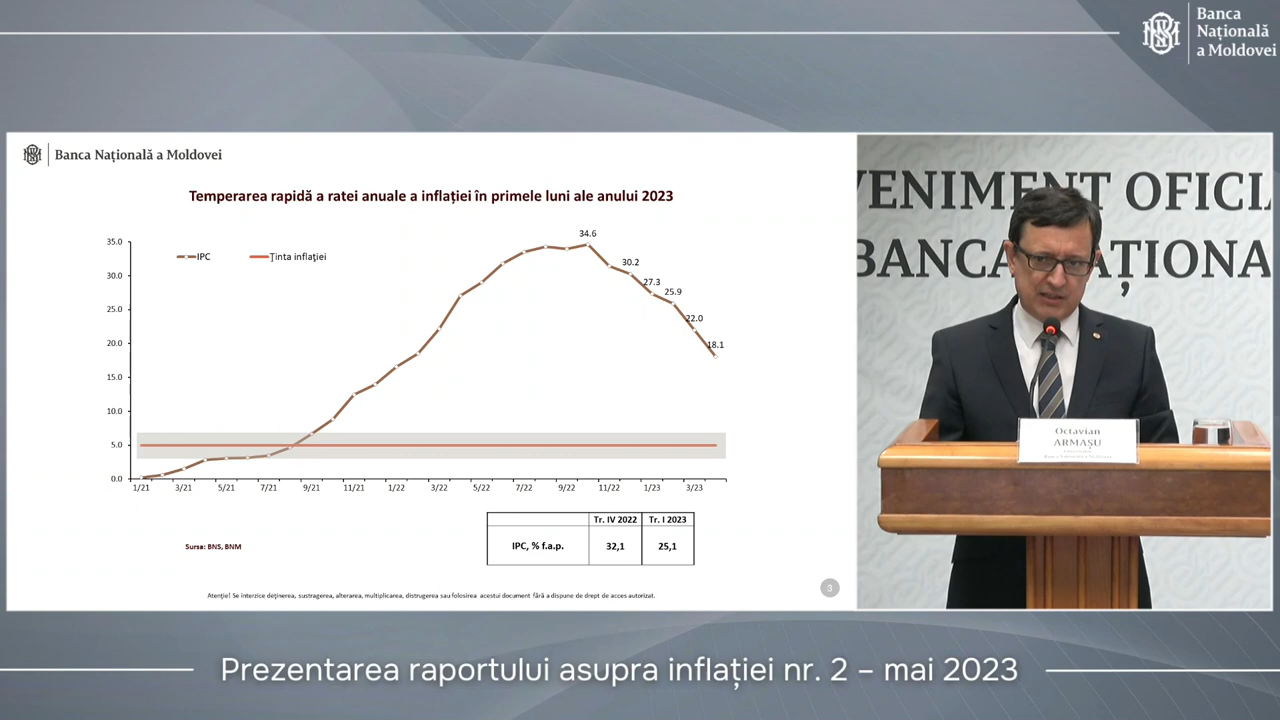 Banca
Națională
a Moldovei
Banca Națională a Moldovei
Temperarea rapidă a ratei anuale a inflației în primele luni ale anului 2023
35.0
30.0
25.0
20.0
15.0
10.0
5.0
0.0
IPC
Ținta inflației
34.6
30.2
27.3
25.9
22.0
18.1
1/21 3/21 5/21 7/21 9/21 11/21 1/22 3/22 5/22 7/22 9/22 11/22 1/23 3/23
Tr. IV 2022 Tr. I 2023
IPC, % f.a.p. 32,1 25,1
Sursa: BNS, BNM
Atenție! Se interzice deținerea, sustragerea, alterarea, multiplicarea, distrugerea sau folosirea acestui document fără a dispune de drept de acces autorizat.
3
VENIMENT OFICI
BANCA NAȚIONA
Octavian
ARMAȘU
Prezentarea raportului asupra inflației nr. 2 – mai 2023